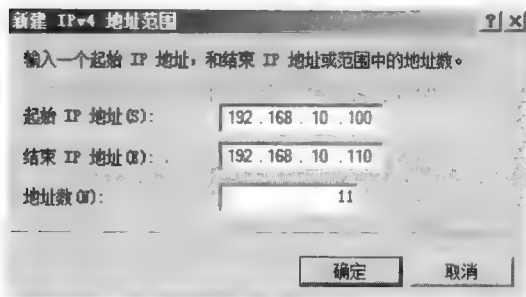 新建 IPv4 地址范围
输入一个起始 IP 地址，和结束 IP 地址或范围中的地址数。
起始 IP 地址(S): 192 . 168 . 10 . 100
结束 IP 地址(E): 192 . 168 . 10 . 110
地址数(N): 11
确定 取消